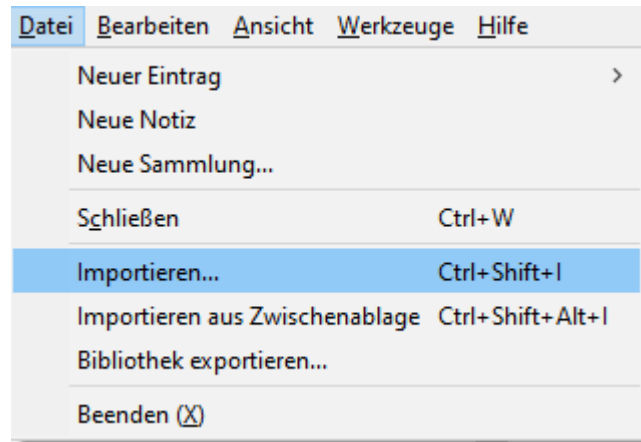 Datei Bearbeiten Ansicht Werkzeuge Hilfe
Neuer Eintrag >
Neue Notiz
Neue Sammlung...
Schließen Ctrl+W
Importieren... Ctrl+Shift+I
Importieren aus Zwischenablage Ctrl+Shift+Alt+I
Bibliothek exportieren...
Beenden (X)